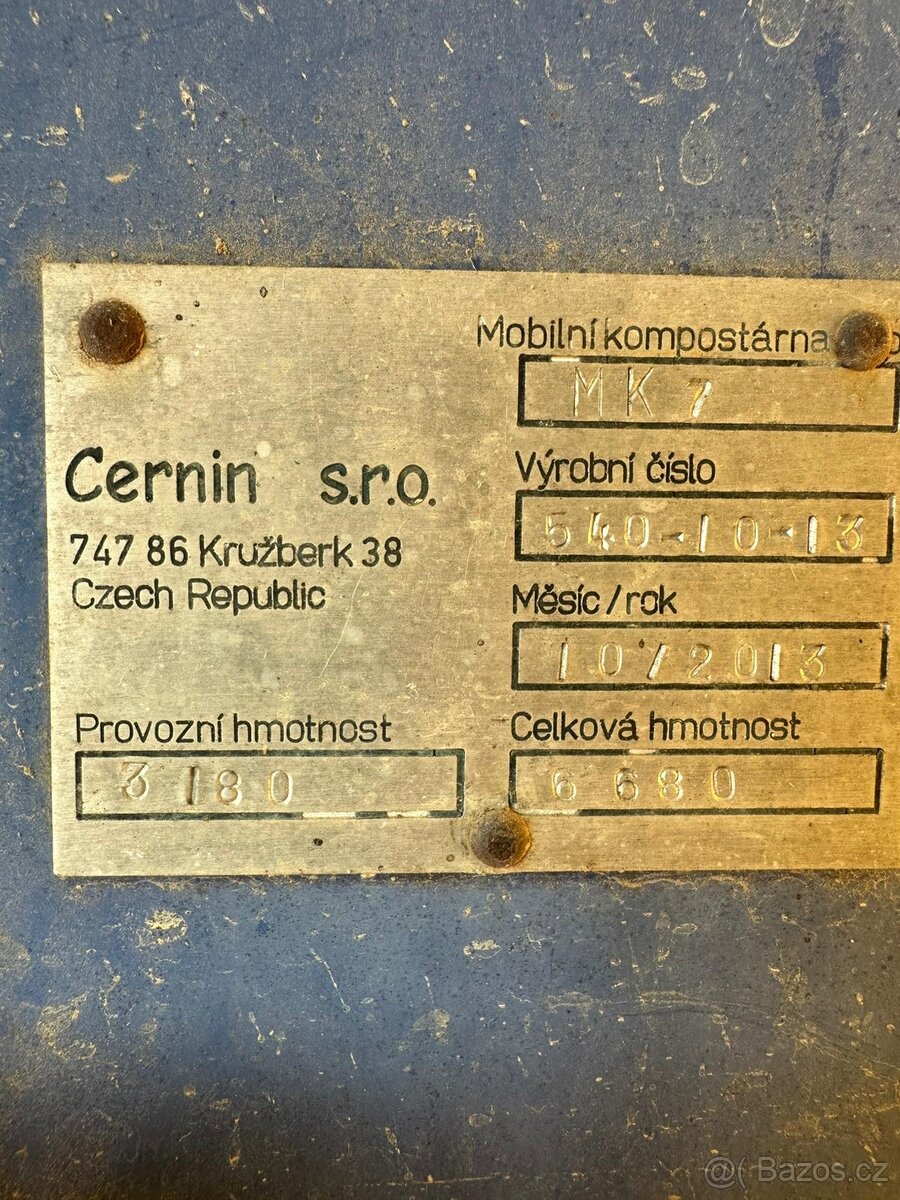 Mobilní kompostárna
MK 7
Cernin s.r.o.
747 86 Kružberk 38
Czech Republic
Výrobní číslo
540-10-13
Měsíc / rok
10/2013
Provozní hmotnost
3180
Celková hmotnost
6680
@( Bazos.cz